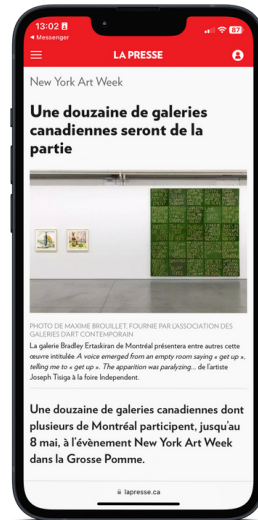 13:02
87
◀ Messenger
LA PRESSE
New York Art Week
Une douzaine de galeries
canadiennes seront de la
partie
PHOTO DE MAXIME BROUILLET, FOURNIE PAR L'ASSOCIATION DES
GALERIES D'ART CONTEMPORAIN
La galerie Bradley Ertaskiran de Montréal présentera entre autres cette
œuvre intitulée A voice emerged from an empty room saying « get up »,
telling me to « get up ». The apparition was paralyzing... de l'artiste
Joseph Tisiga à la foire Independent.
Une douzaine de galeries canadiennes dont
plusieurs de Montréal participent, jusqu'au
8 mai, à l'évènement New York Art Week
dans la Grosse Pomme.
lapresse.ca